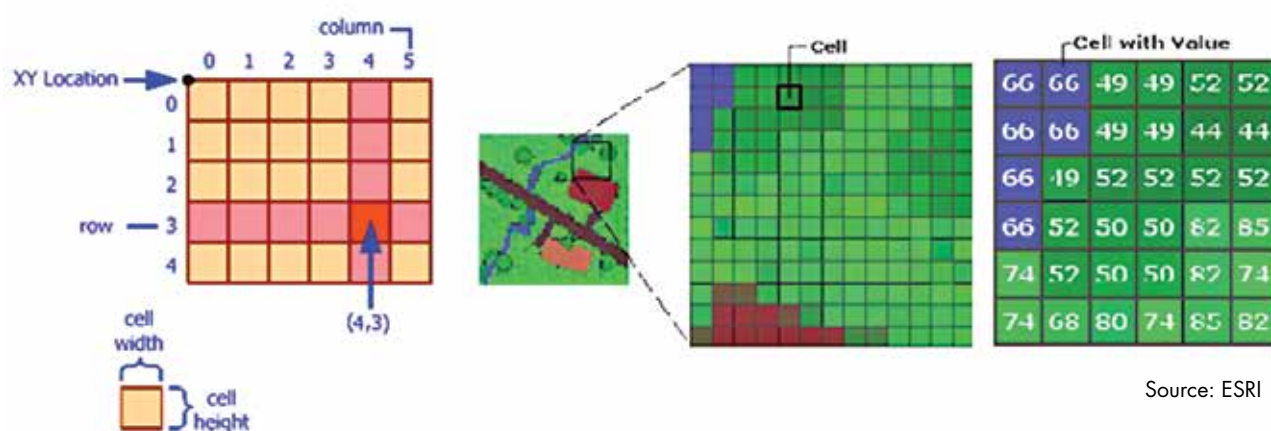 column
0 1 2 3 4 5
XY Location
0
1
2
row 3
4
(4,3)
cell
width
cell
height
Cell
Cell with Value
66 66 49 49 52 52
66 66 49 49 44 44
66 49 52 52 52 52
66 52 50 50 82 85
74 52 50 50 82 74
74 68 80 74 85 82
Source: ESRI